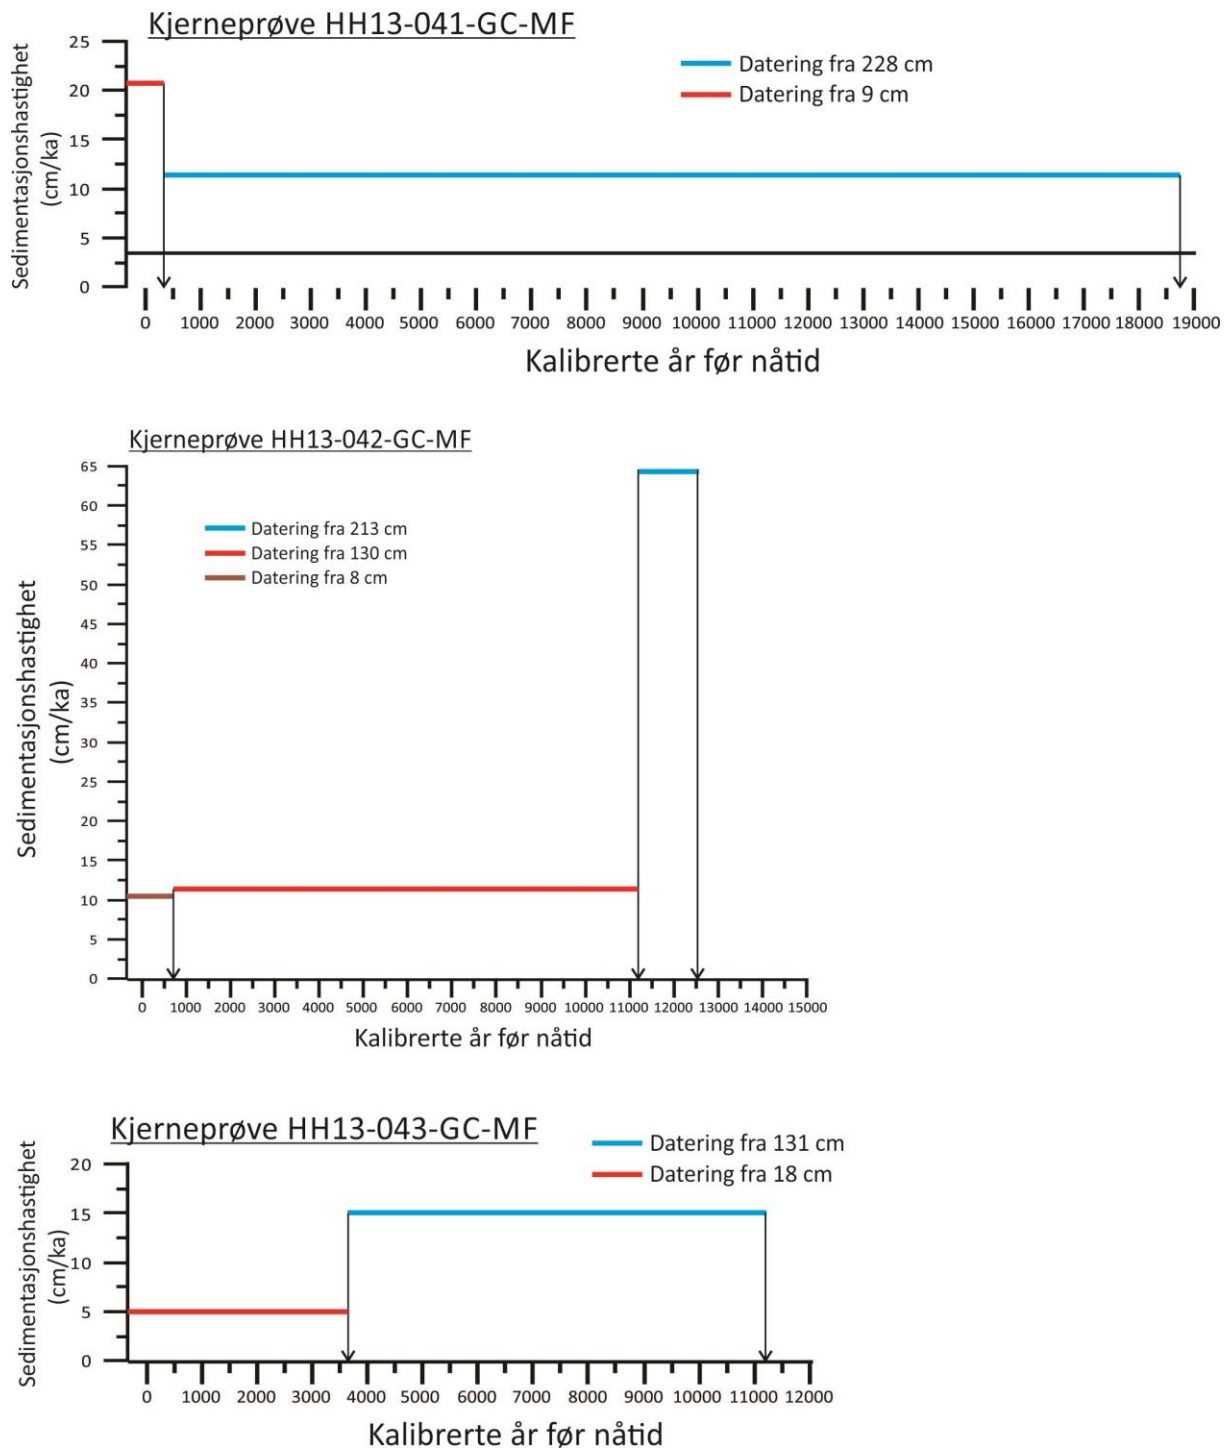 Kjerneprøve HH13-041-GC-MF
Sedimentasjonshastighet
(cm/ka)
25
20
15
10
5
0
Datering fra 228 cm
Datering fra 9 cm
0 1000 2000 3000 4000 5000 6000 7000 8000 9000 10000 11000 12000 13000 14000 15000 16000 17000 18000 19000
Kalibrerte år før nåtid
Kjerneprøve HH13-042-GC-MF
Sedimentasjonshastighet
(cm/ka)
65
60
55
50
45
40
35
30
25
20
15
10
5
0
Datering fra 213 cm
Datering fra 130 cm
Datering fra 8 cm
0 1000 2000 3000 4000 5000 6000 7000 8000 9000 10000 11000 12000 13000 14000 15000
Kalibrerte år før nåtid
Kjerneprøve HH13-043-GC-MF
Sedimentasjonshastighet
(cm/ka)
20
15
10
5
0
Datering fra 131 cm
Datering fra 18 cm
0 1000 2000 3000 4000 5000 6000 7000 8000 9000 10000 11000 12000
Kalibrerte år før nåtid